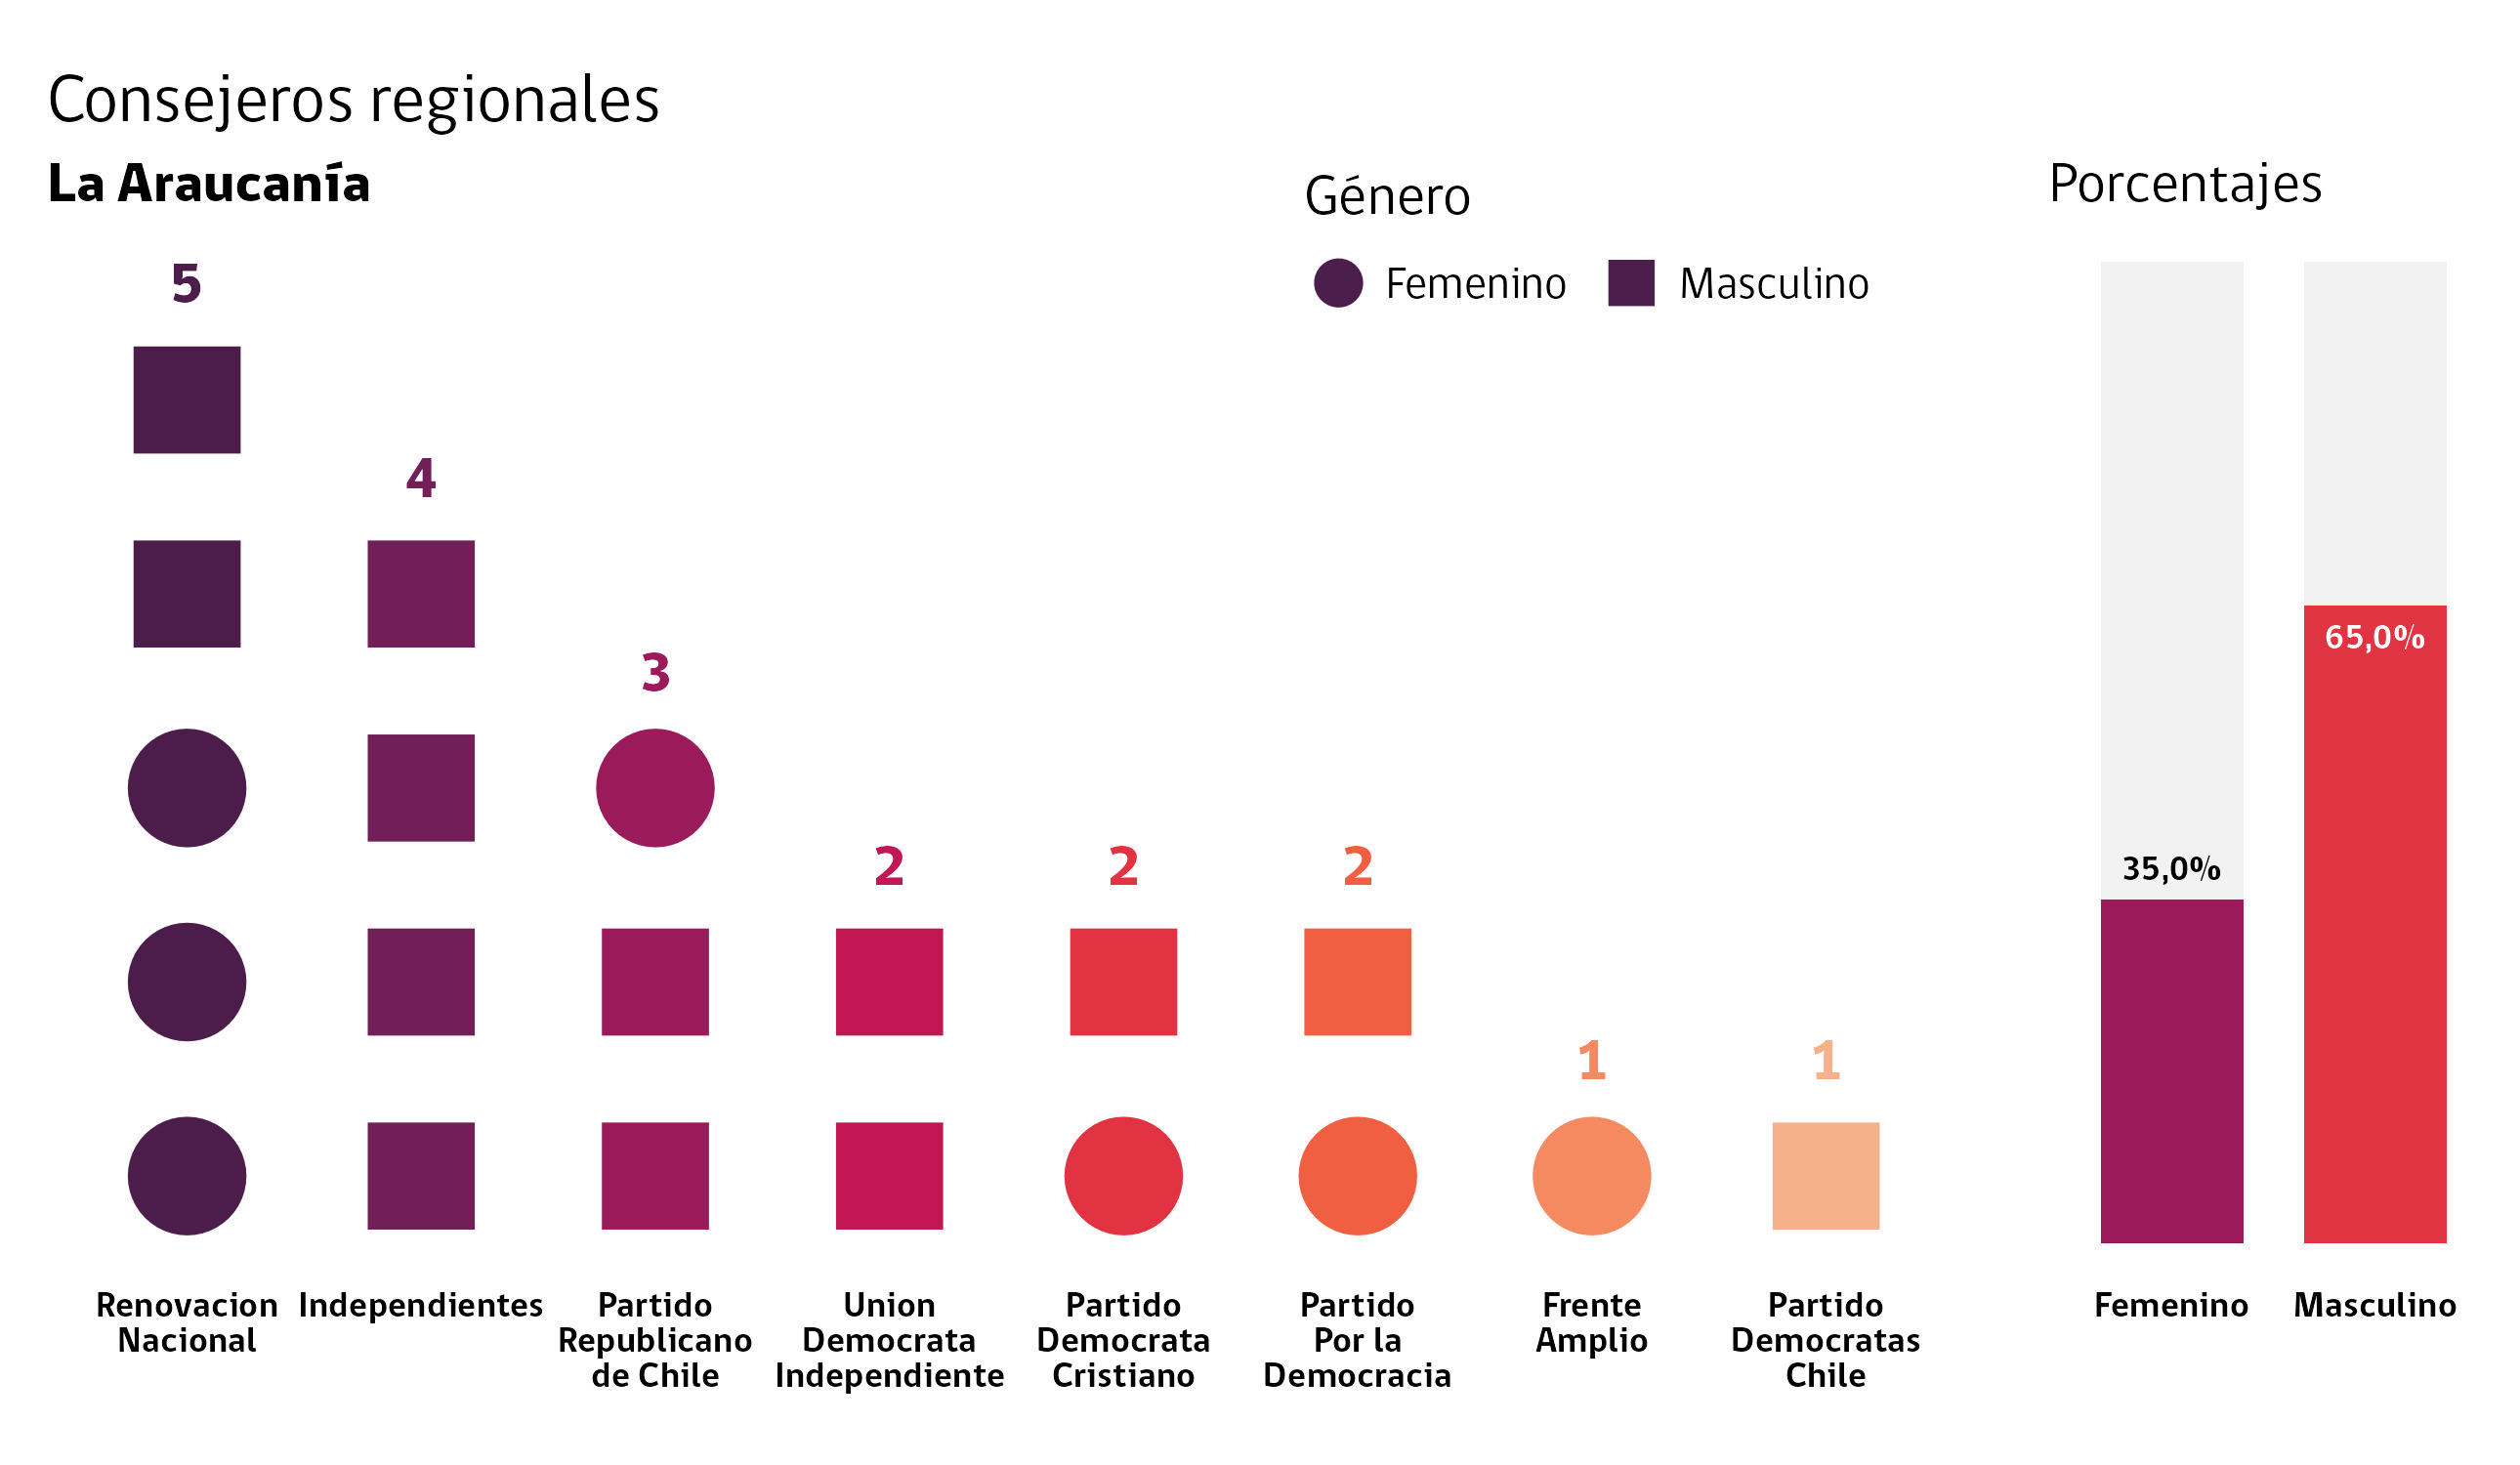 Consejeros regionales
La Araucanía
Género
Femenino
Masculino
Porcentajes
5
4
3
2
2
2
1
1
35,0%
65,0%
Renovacion
Nacional
Independientes
Partido
Republicano
de Chile
Union
Democrata
Independiente
Partido
Democrata
Cristiano
Partido
Por la
Democracia
Frente
Amplio
Partido
Democratas
Chile
Femenino
Masculino